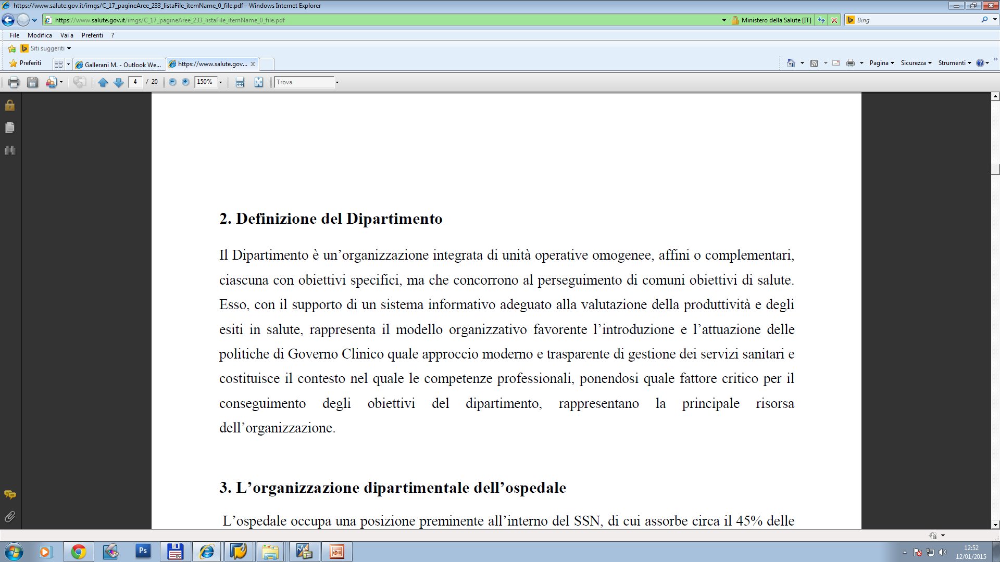 https://www.salute.gov.it/imgs/C_17_pagineAree_233_listaFile_itemName_0_file.pdf - Windows Internet Explorer
https://www.salute.gov.it/imgs/C_17_pagineAree_233_listaFile_itemName_0_file.pdf
Ministero della Salute [IT]
Bing
File Modifica Vai a Preferiti ?
Siti suggeriti
Preferiti
Gallerani M. - Outlook We...
https://www.salute.gov...
Pagina Sicurezza Strumenti
4 / 20
150%
Trova
2. Definizione del Dipartimento
Il Dipartimento è un’organizzazione integrata di unità operative omogenee, affini o complementari,
ciascuna con obiettivi specifici, ma che concorrono al perseguimento di comuni obiettivi di salute.
Esso, con il supporto di un sistema informativo adeguato alla valutazione della produttività e degli
esiti in salute, rappresenta il modello organizzativo favorente l’introduzione e l’attuazione delle
politiche di Governo Clinico quale approccio moderno e trasparente di gestione dei servizi sanitari e
costituisce il contesto nel quale le competenze professionali, ponendosi quale fattore critico per il
conseguimento degli obiettivi del dipartimento, rappresentano la principale risorsa
dell’organizzazione.
3. L’organizzazione dipartimentale dell’ospedale
L’ospedale occupa una posizione preminente all’interno del SSN, di cui assorbe circa il 45% delle
Ps
64
12:52
12/01/2015